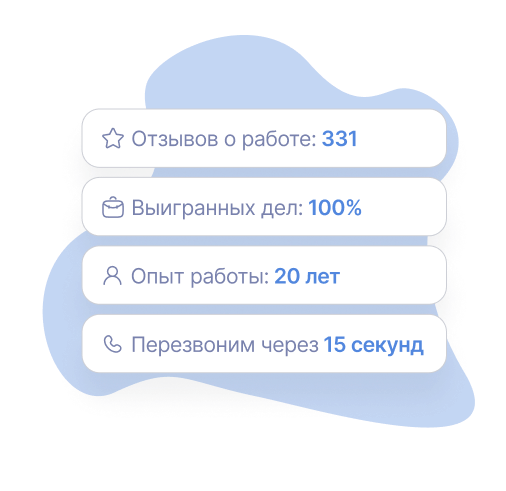 Отзывов о работе: 331
Выигранных дел: 100%
Опыт работы: 20 лет
Перезвоним через 15 секунд